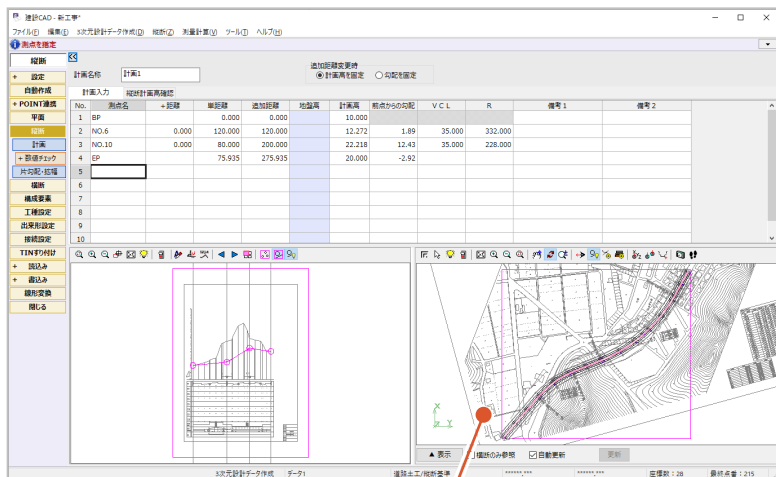 建設CAD - 新工事*
ファイル(F) 編集(E) 3次元設計データ作成(D) 縦断(Z) 測量計算(V) ツール(T) ヘルプ(H)
測点を指定
縦断
+ 設定
自動作成
+ POINT連携
平面
縦断
計画
+ 数値チェック
片勾配・拡幅
横断
構成要素
工種設定
出来形設定
接続設定
TINすり付け
+ 読込み
+ 書込み
線形変換
閉じる
計画名称 計画1
追加距離変更時
計画高を固定 勾配を固定
計画入力 縦断計画高確認
No. 測点名 +距離 単距離 追加距離 地盤高 計画高 前点からの勾配 VCL R 備考1 備考2
1 BP 0.000 0.000 10.000
2 NO.6 0.000 120.000 120.000 12.272 1.89 35.000 332.000
3 NO.10 0.000 80.000 200.000 22.218 12.43 35.000 228.000
4 EP 75.935 275.935 20.000 -2.92
5
6
7
8
9
10
X
Y
▲ 表示 横断のみ参照 自動更新 更新
3次元設計データ作成 データ1 道路土工/縦断基準 ******.*** ******.*** 座標数：28 最終点番：215